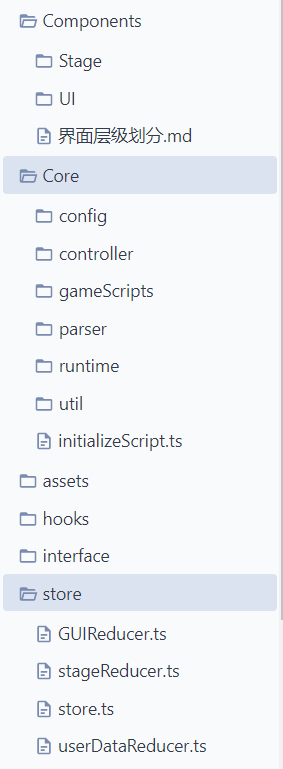 Components
Stage
UI
界面层级划分.md
Core
config
controller
gameScripts
parser
runtime
util
initializeScript.ts
assets
hooks
interface
store
GUIReducer.ts
stageReducer.ts
store.ts
userDataReducer.ts